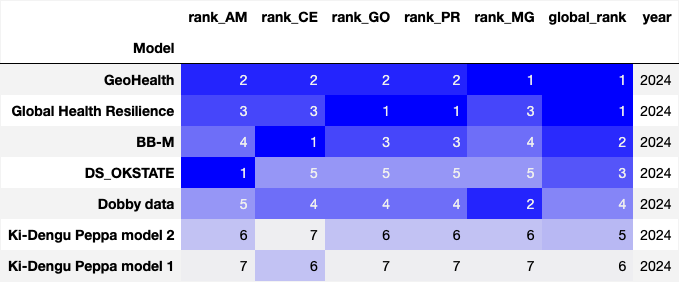 rank_AM rank_CE rank_GO rank_PR rank_MG global_rank year
Model
GeoHealth 2 2 2 2 1 1 2024
Global Health Resilience 3 3 1 1 3 1 2024
BB-M 4 1 3 3 4 2 2024
DS_OKSTATE 1 5 5 5 5 3 2024
Dobby data 5 4 4 4 2 4 2024
Ki-Dengu Peppa model 2 6 7 6 6 6 5 2024
Ki-Dengu Peppa model 1 7 6 7 7 7 6 2024